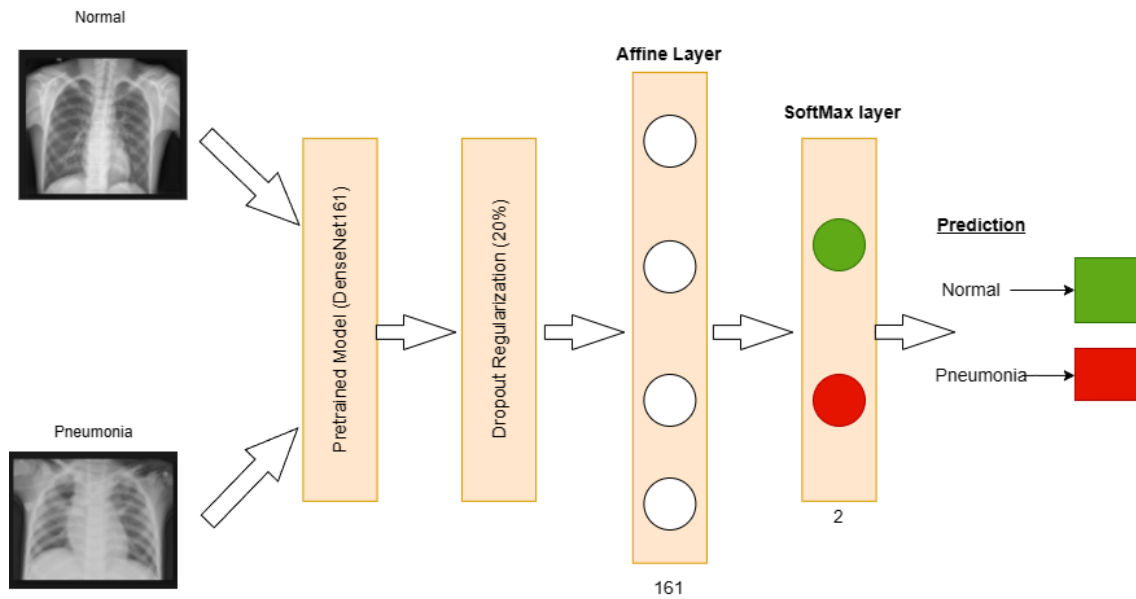 Normal
Pneumonia
Pretrained Model (DenseNet161)
Dropout Regularization (20%)
Affine Layer
161
SoftMax layer
2
Prediction
Normal
Pneumonia